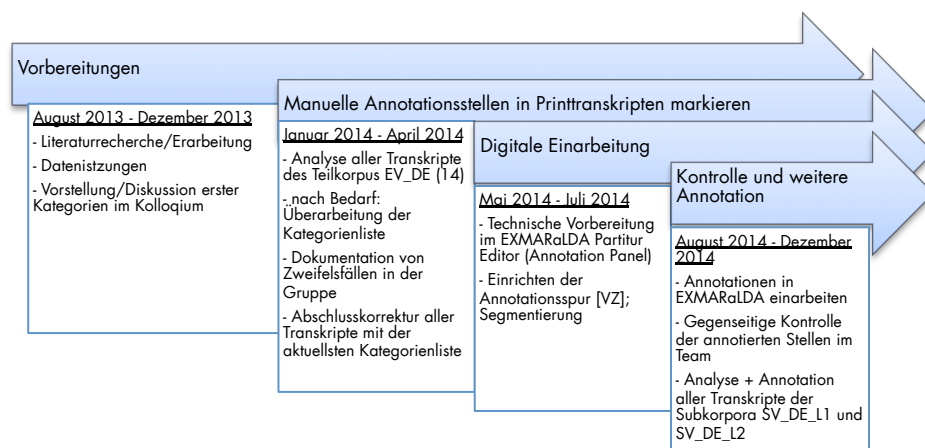 Vorbereitungen
August 2013 - Dezember 2013
- Literaturrecherche/Erarbeitung
- Datenistzungen
- Vorstellung/Diskussion erster
Kategorien im Kolloqium
Manuelle Annotationsstellen in Printtranskripten markieren
Januar 2014 - April 2014
- Analyse aller Transkripte
des Teilkorpus EV_DE (14)
- nach Bedarf:
Überarbeitung der
Kategorienliste
- Dokumentation von
Zweifelsfällen in der
Gruppe
- Abschlusskorrektur aller
Transkripte mit der
aktuellsten Kategorienliste
Digitale Einarbeitung
Mai 2014 - Juli 2014
- Technische Vorbereitung
im EXMARaLDA Partitur
Editor (Annotation Panel)
- Einrichten der
Annotationsspur [VZ];
Segmentierung
Kontrolle und weitere
Annotation
August 2014 - Dezember
2014
- Annotationen in
EXMARaLDA einarbeiten
- Gegenseitige Kontrolle
der annotierten Stellen im
Team
- Analyse + Annotation
aller Transkripte der
Subkorpora SV_DE_L1 und
SV_DE_L2